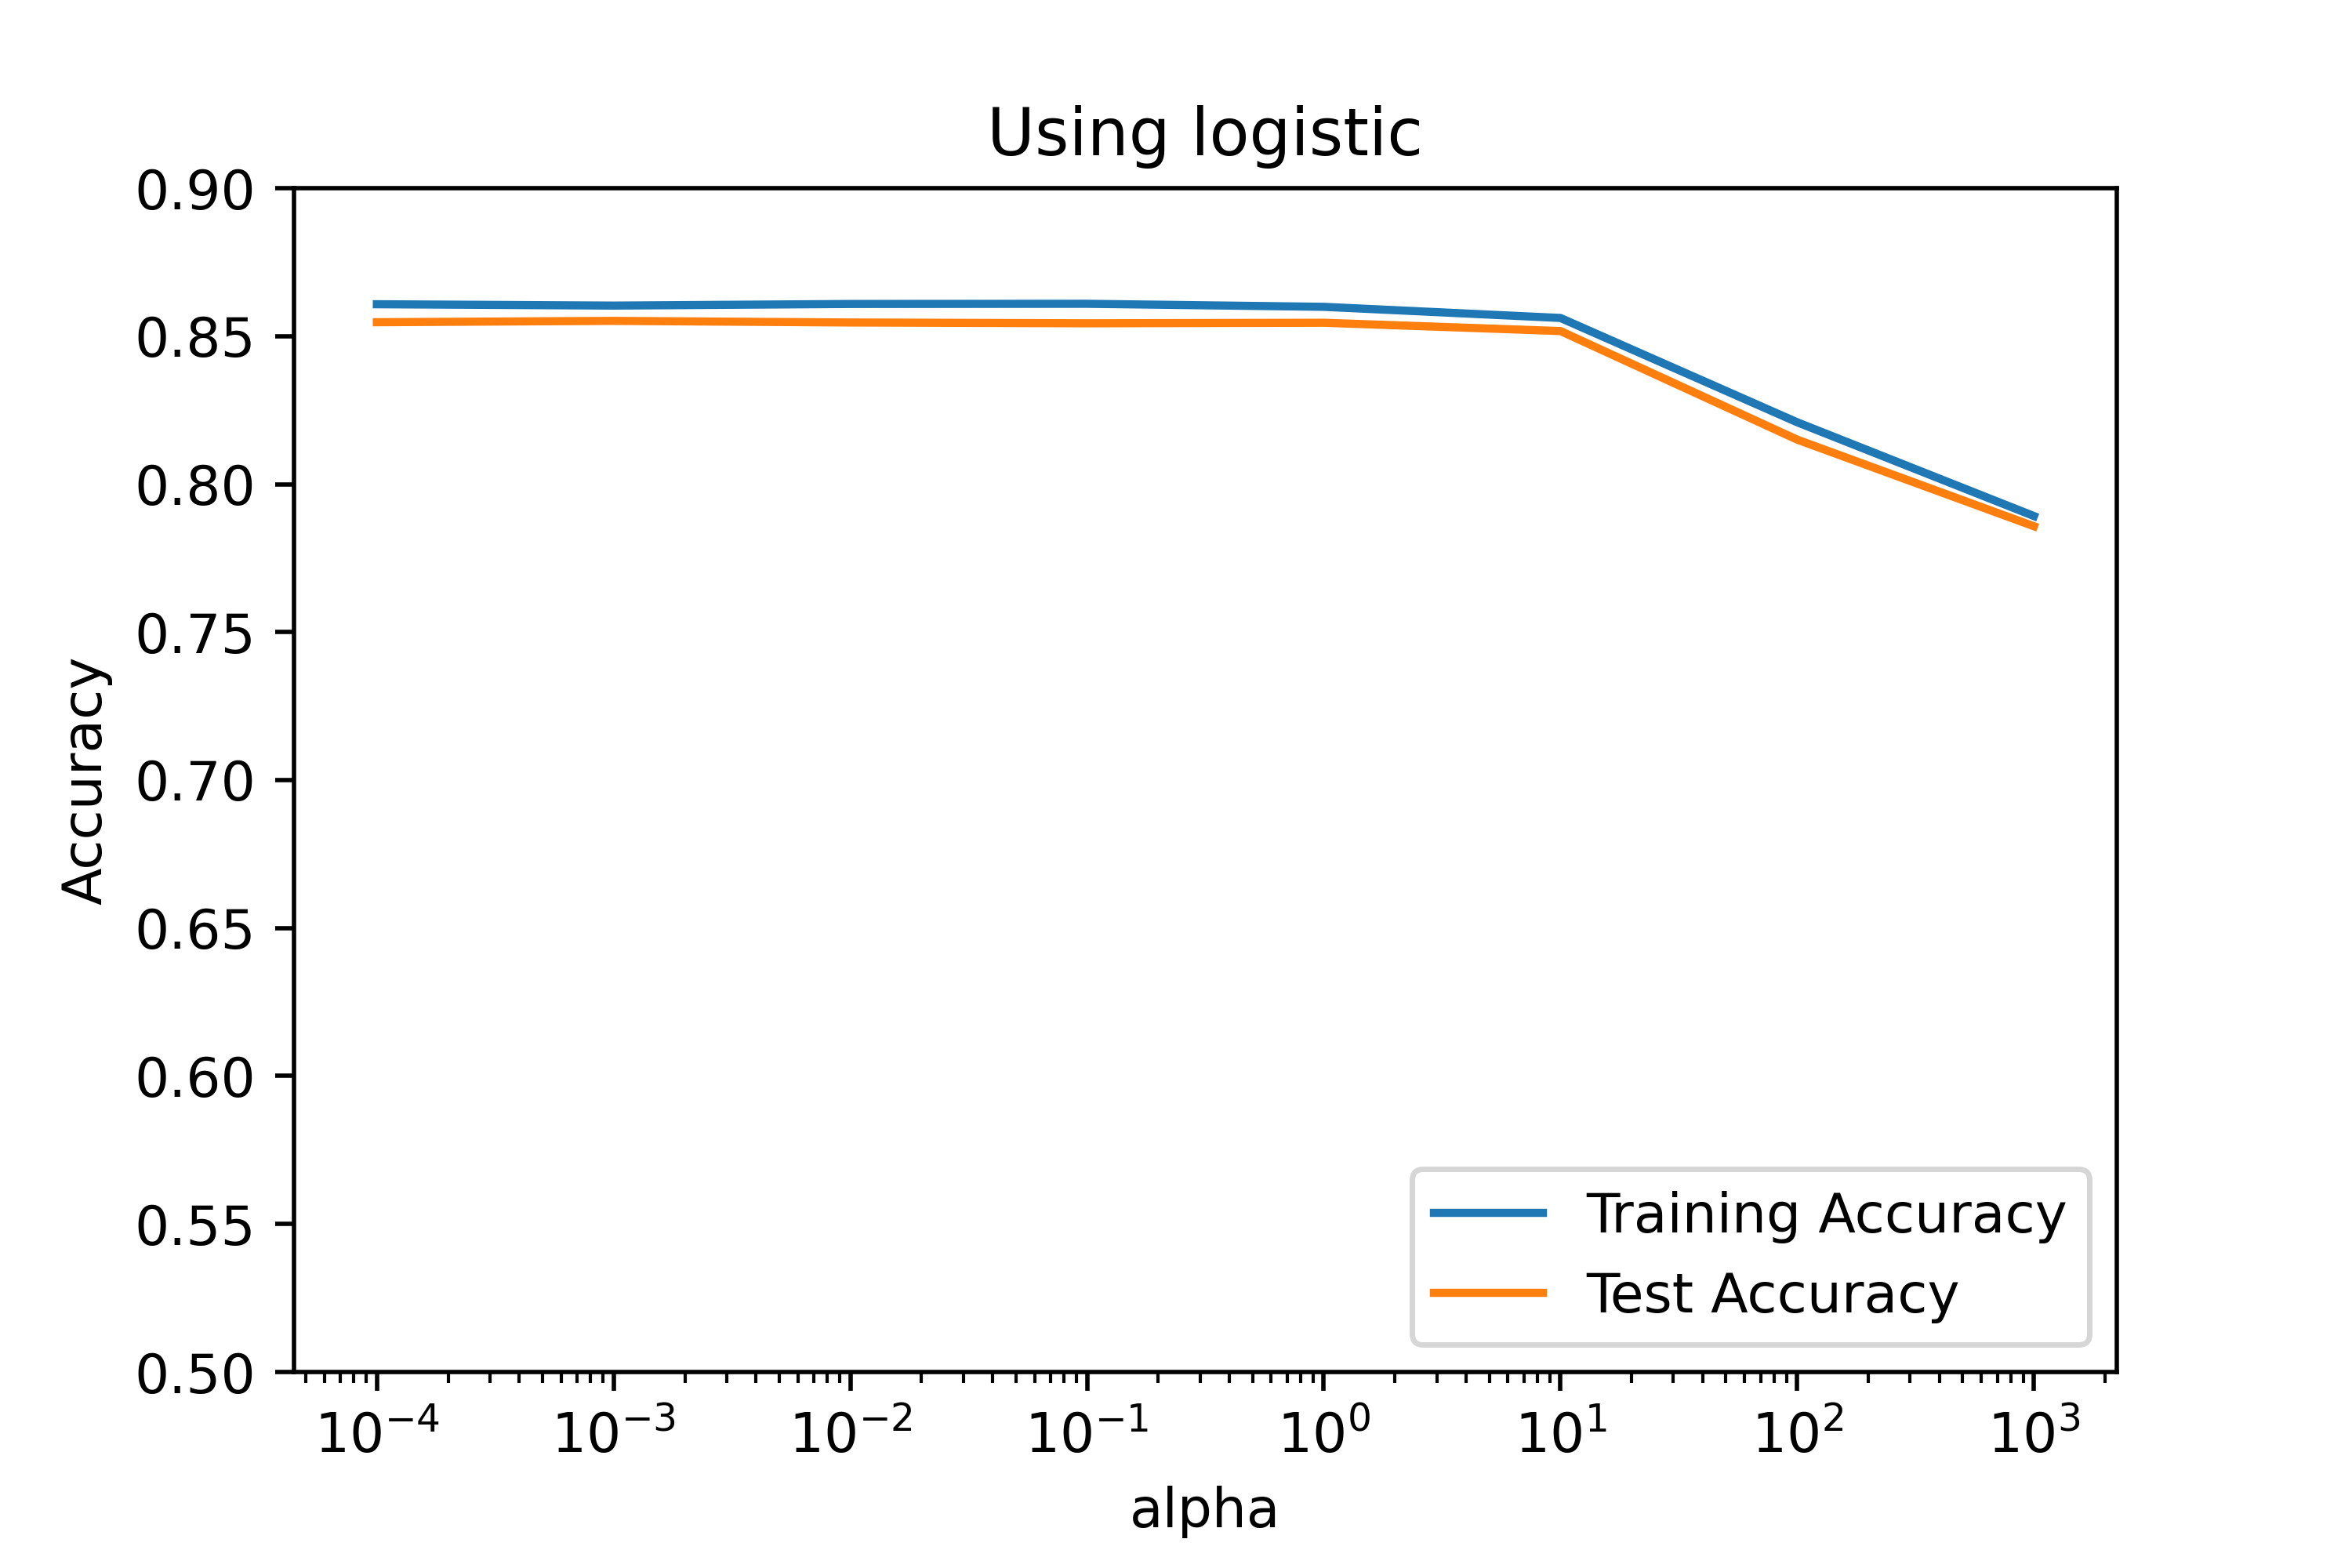 Using logistic
0.90
0.85
0.80
0.75
0.70
0.65
0.60
0.55
0.50
Accuracy
Training Accuracy
Test Accuracy
10⁻⁴ 10⁻³ 10⁻² 10⁻¹ 10⁰ 10¹ 10² 10³
alpha